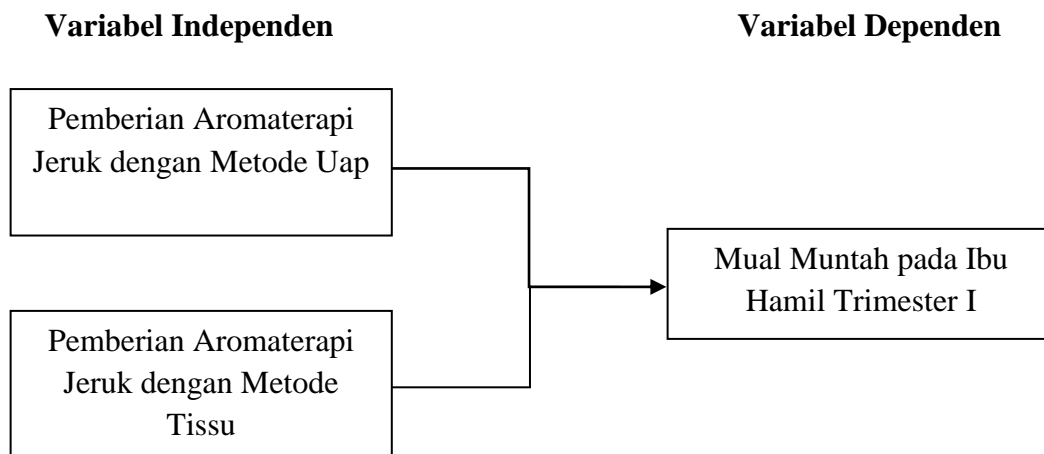 Variabel Independen
Variabel Dependen
Pemberian Aromaterapi
Jeruk dengan Metode Uap
Mual Muntah pada Ibu
Hamil Trimester I
Pemberian Aromaterapi
Jeruk dengan Metode
Tissu